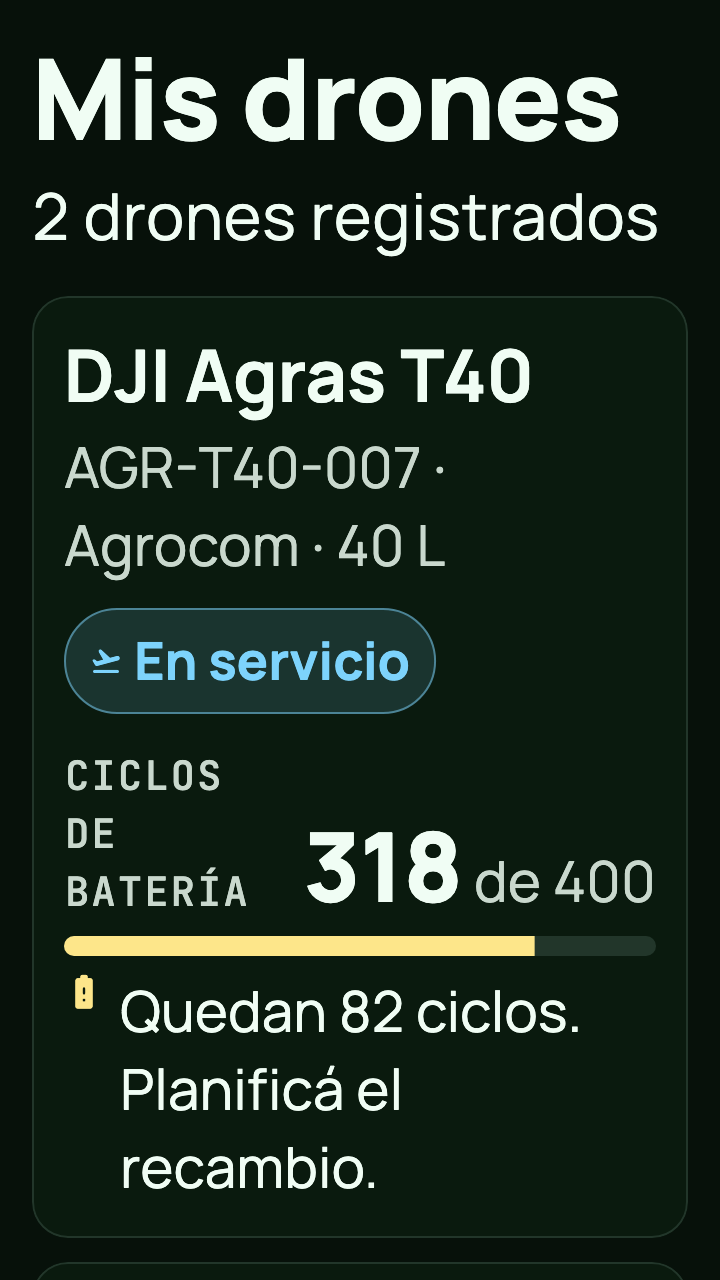 Mis drones
2 drones registrados
DJI Agras T40
AGR-T40-007 ·
Agrocom · 40 L
En servicio
CICLOS
DE
BATERÍA
318 de 400
Quedan 82 ciclos.
Planificá el
recambio.